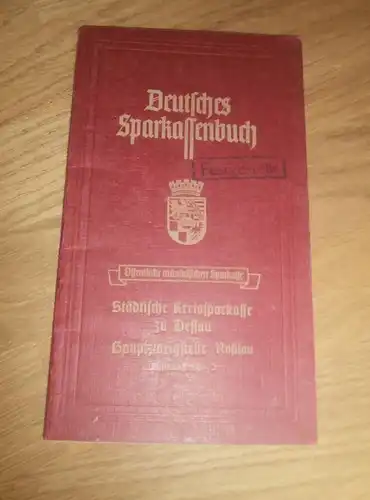 Deutsches
Sparkassenbuch
Öffentliche mündelsichere Sparkasse
Städtische Kreissparkasse
zu Dessau
Hauptzweigstelle Roßlau